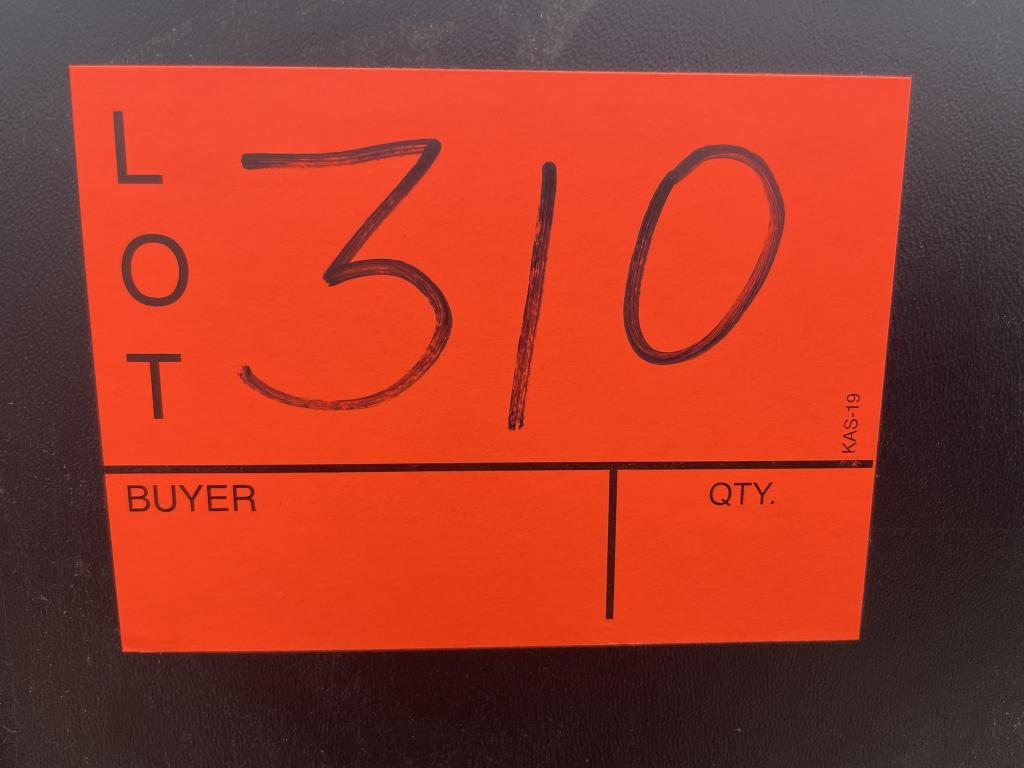 LOT
310
KAS-19
BUYER
QTY.